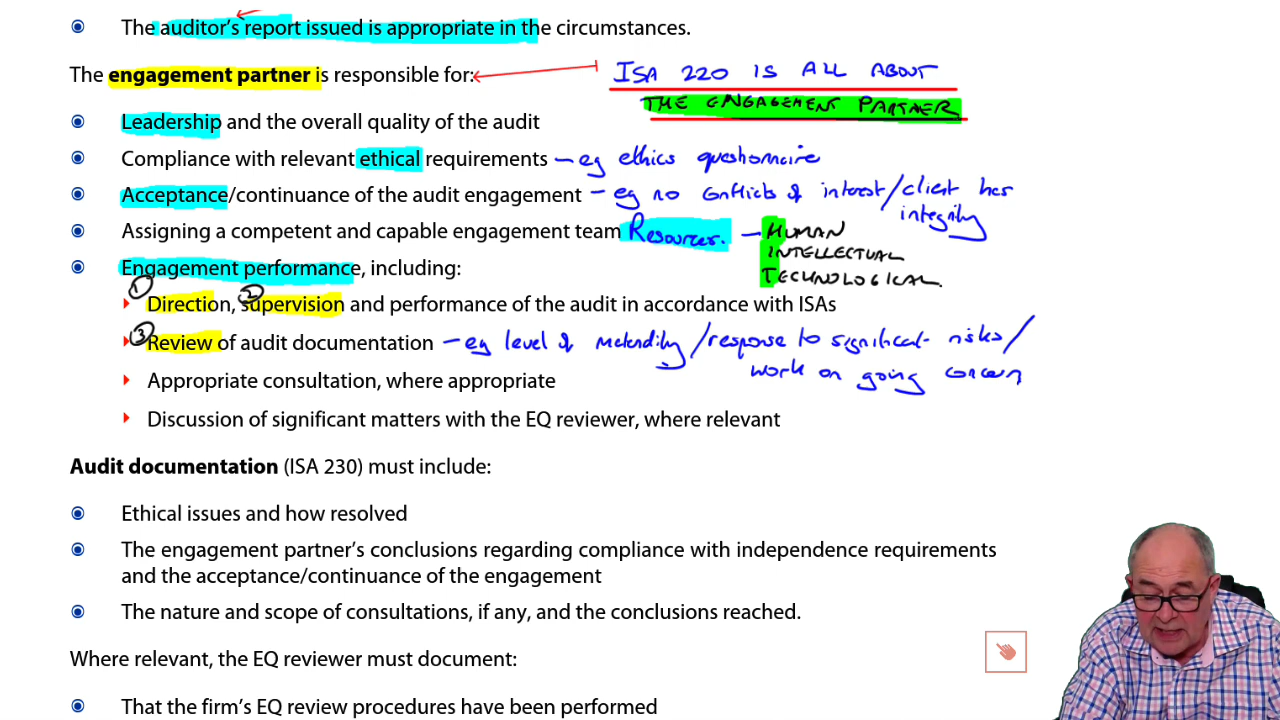 The auditor's report issued is appropriate in the circumstances.
The engagement partner is responsible for:
ISA 220 IS ALL ABOUT
THE ENGAGEMENT PARTNER
Leadership and the overall quality of the audit
Compliance with relevant ethical requirements – eg ethics questionnaire
Acceptance/continuance of the audit engagement – eg no conflicts of interest/client has
integrity
Assigning a competent and capable engagement team Resources. – HUMAN
INTELLECTUAL
TECHNOLOGICAL.
Engagement performance, including:
① Direction, ② supervision and performance of the audit in accordance with ISAs
③ Review of audit documentation – eg level of materiality/response to significant risks/
work on going concern
Appropriate consultation, where appropriate
Discussion of significant matters with the EQ reviewer, where relevant
Audit documentation (ISA 230) must include:
Ethical issues and how resolved
The engagement partner's conclusions regarding compliance with independence requirements
and the acceptance/continuance of the engagement
The nature and scope of consultations, if any, and the conclusions reached.
Where relevant, the EQ reviewer must document:
That the firm's EQ review procedures have been performed